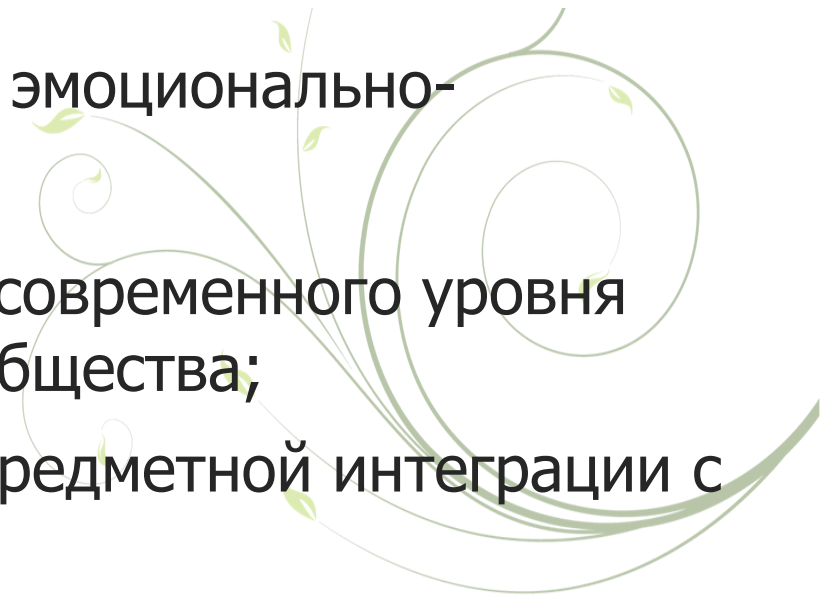 эмоционально-
современного уровня
бщества;
редметной интеграции с